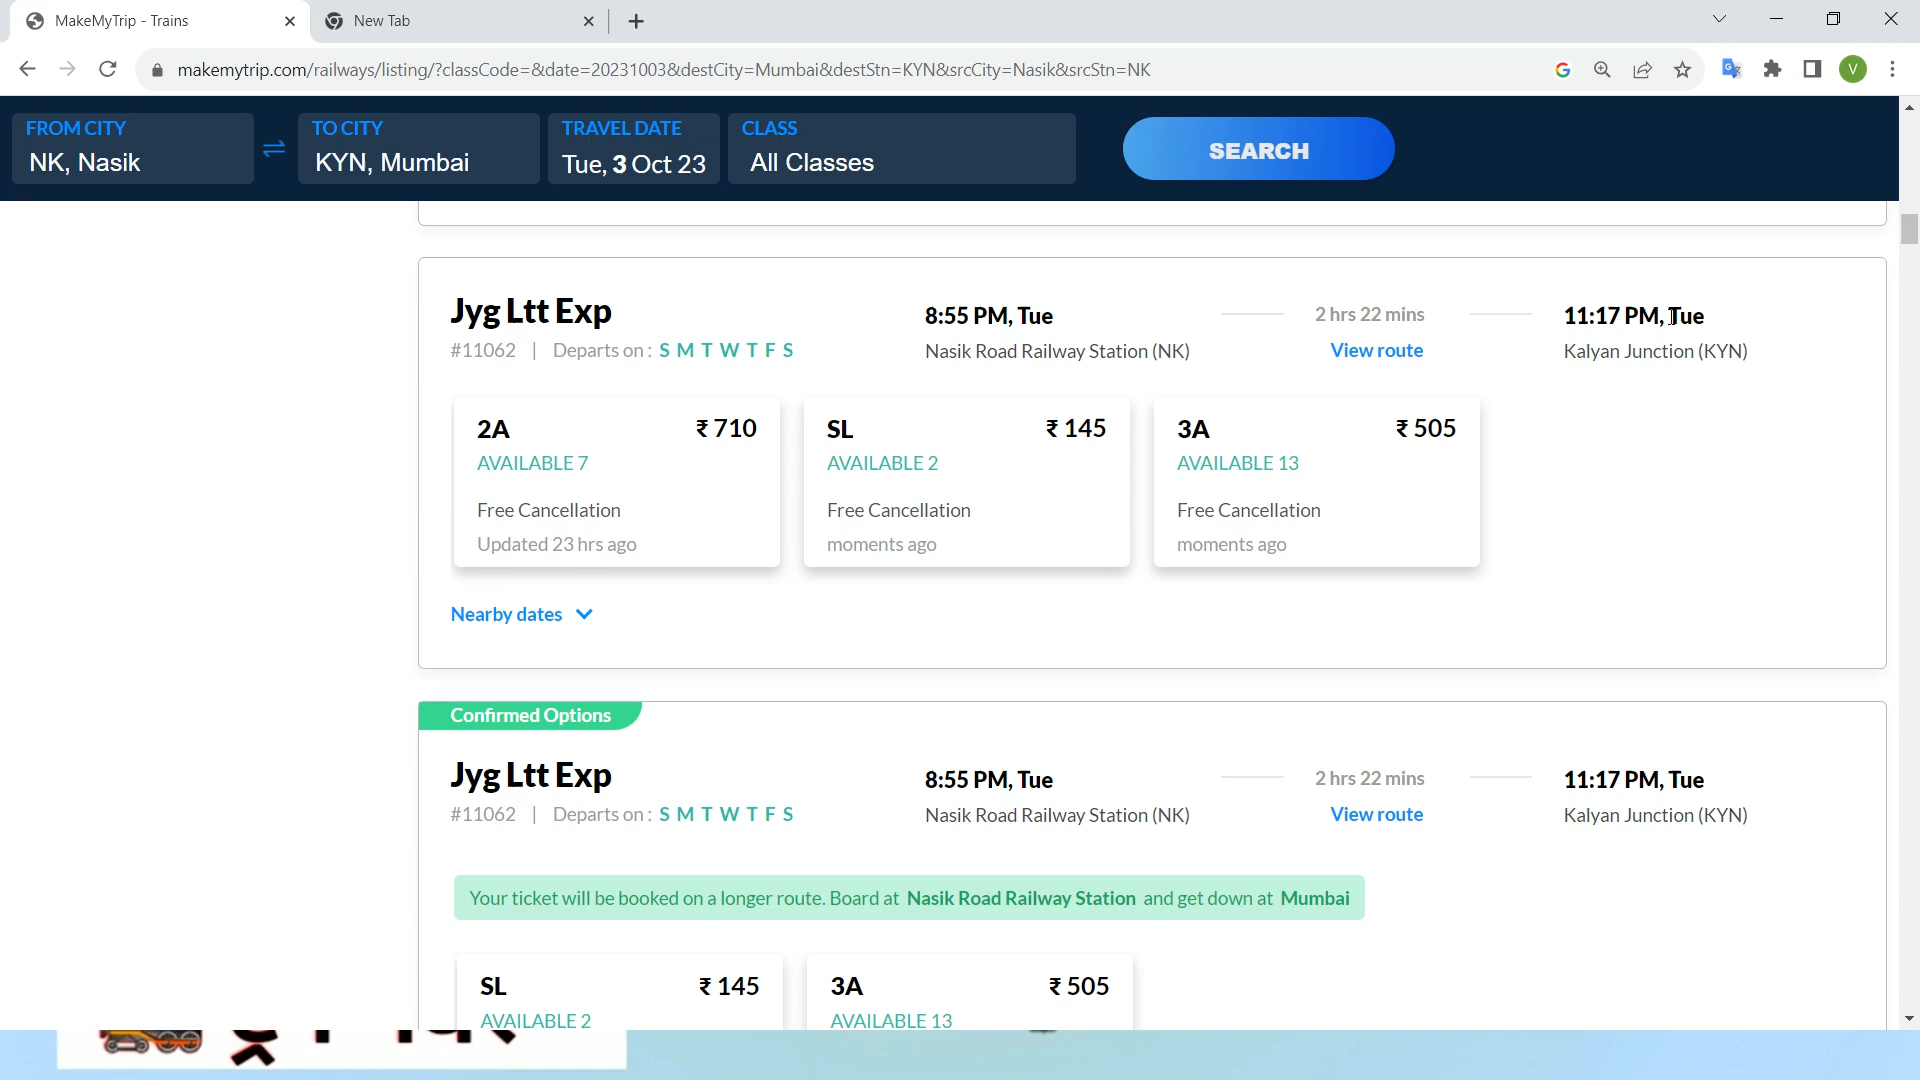 MakeMyTrip - Trains
New Tab
makemytrip.com/railways/listing/?classCode=&date=20231003&destCity=Mumbai&destStn=KYN&srcCity=Nasik&srcStn=NK
V
FROM CITY
NK, Nasik
TO CITY
KYN, Mumbai
TRAVEL DATE
Tue, 3 Oct 23
CLASS
All Classes
SEARCH
Jyg Ltt Exp
#11062 | Departs on : S M T W T F S
8:55 PM, Tue
Nasik Road Railway Station (NK)
2 hrs 22 mins
View route
11:17 PM, Tue
Kalyan Junction (KYN)
2A ₹ 710
AVAILABLE 7
Free Cancellation
Updated 23 hrs ago
SL ₹ 145
AVAILABLE 2
Free Cancellation
moments ago
3A ₹ 505
AVAILABLE 13
Free Cancellation
moments ago
Nearby dates
Confirmed Options
Jyg Ltt Exp
#11062 | Departs on : S M T W T F S
8:55 PM, Tue
Nasik Road Railway Station (NK)
2 hrs 22 mins
View route
11:17 PM, Tue
Kalyan Junction (KYN)
Your ticket will be booked on a longer route. Board at Nasik Road Railway Station and get down at Mumbai
SL ₹ 145
AVAILABLE 2
3A ₹ 505
AVAILABLE 13